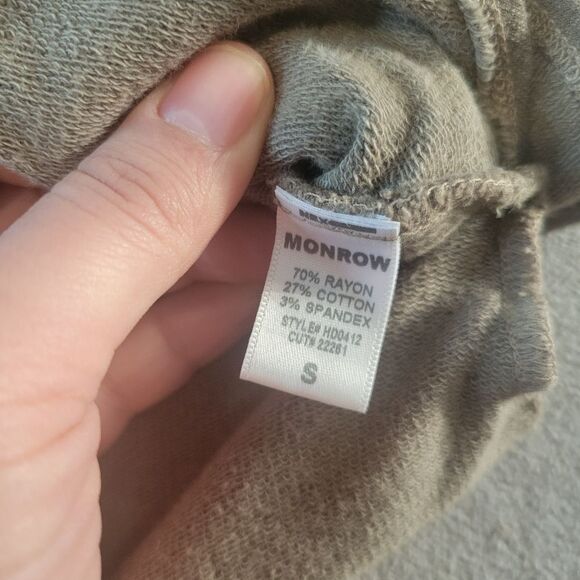 MONROW
70% RAYON
27% COTTON
3% SPANDEX
STYLE# HD0412
CUT# 22261
S